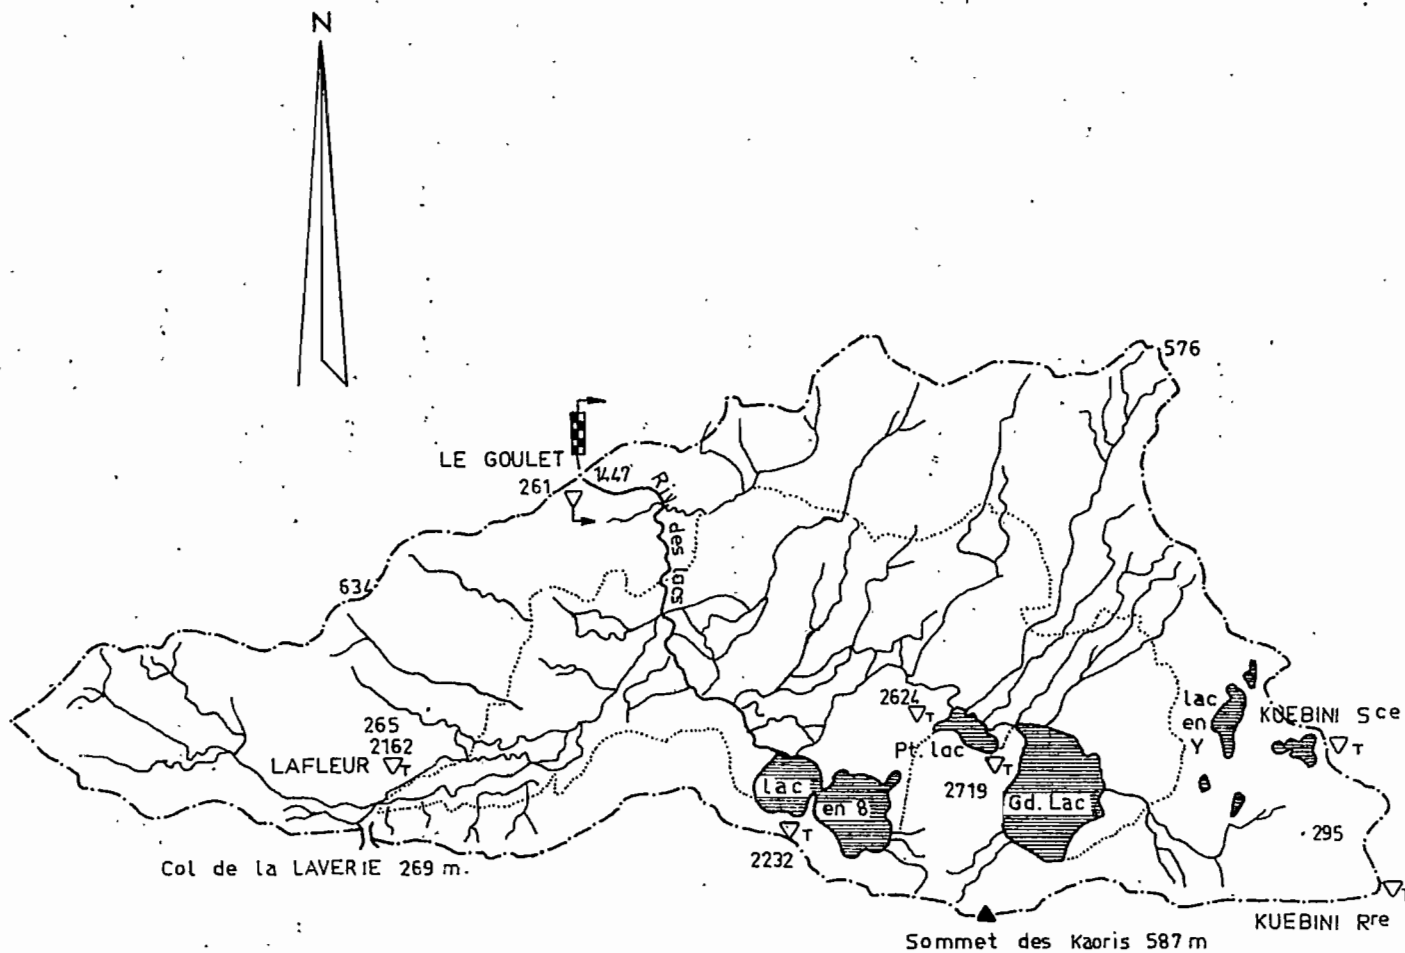 N
576
LE GOULET
1447
261
Riv. des lacs
634
lac
en
Y
KUEBINI Sce
T
2624
T
265
2162
LAFLEUR
T
Pt. lac
T
2719
lac
en 8
Gd. Lac
T
2232
295
Col de la LAVERIE 269 m.
T
KUEBINI Rre
Sommet des Kaoris 587 m